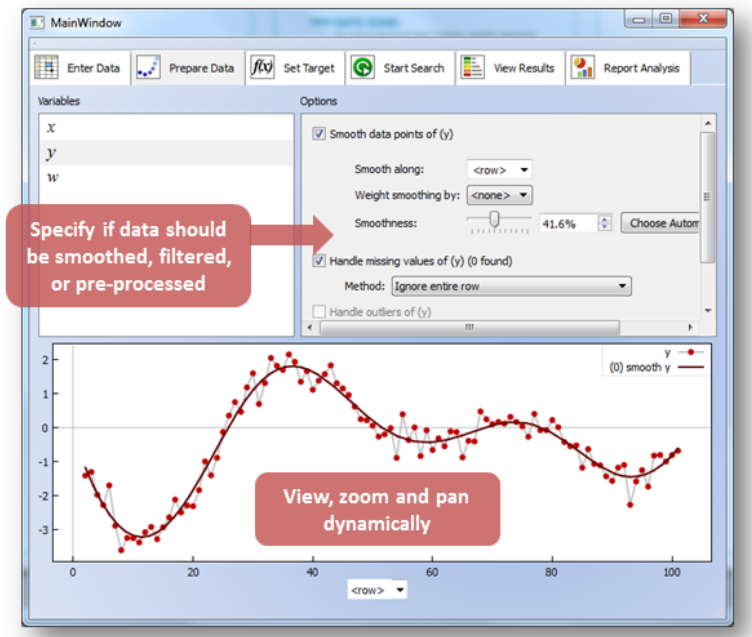 MainWindow
Enter Data
Prepare Data
f(x) Set Target
Start Search
View Results
Report Analysis
Variables
x
y
w
Options
Smooth data points of (y)
Smooth along: <row>
Weight smoothing by: <none>
Smoothness: 41.6% Choose Autom
Handle missing values of (y) (0 found)
Method: Ignore entire row
Handle outliers of (y)
Specify if data should
be smoothed, filtered,
or pre-processed
y
(0) smooth y
2
1
0
-1
-2
-3
View, zoom and pan
dynamically
0 20 40 60 80 100
<row>